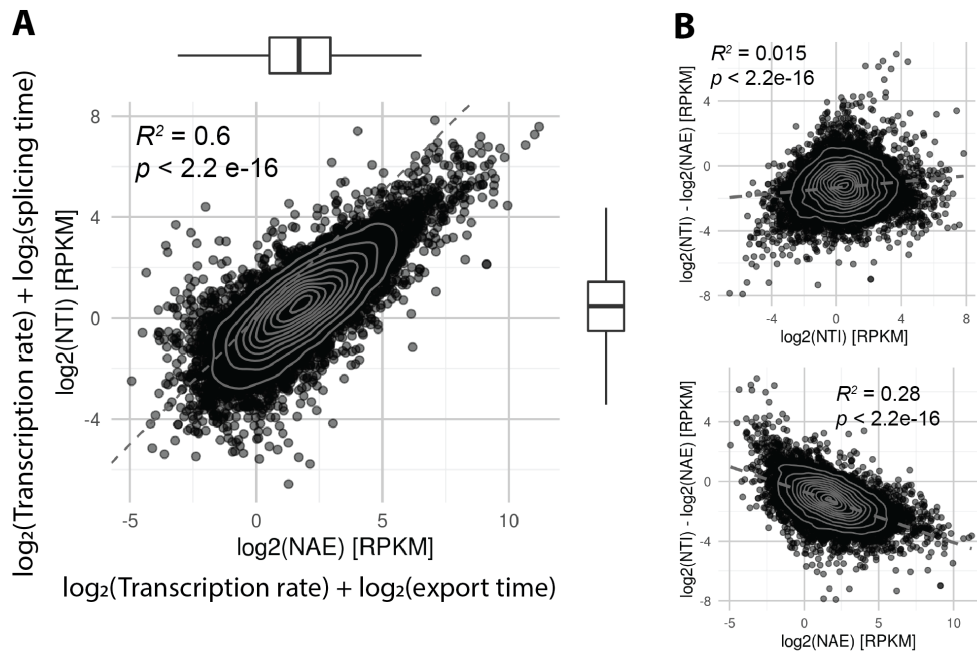 A
log₂(Transcription rate) + log₂(splicing time)
log2(NTI) [RPKM]
R² = 0.6
p < 2.2 e-16
8
4
0
-4
-5 0 5 10
log2(NAE) [RPKM]
log₂(Transcription rate) + log₂(export time)
B
R² = 0.015
p < 2.2e-16
log2(NTI) - log2(NAE) [RPKM]
4
0
-4
-8
-4 0 4 8
log2(NTI) [RPKM]
R² = 0.28
p < 2.2e-16
log2(NTI) - log2(NAE) [RPKM]
4
0
-4
-8
-5 0 5 10
log2(NAE) [RPKM]